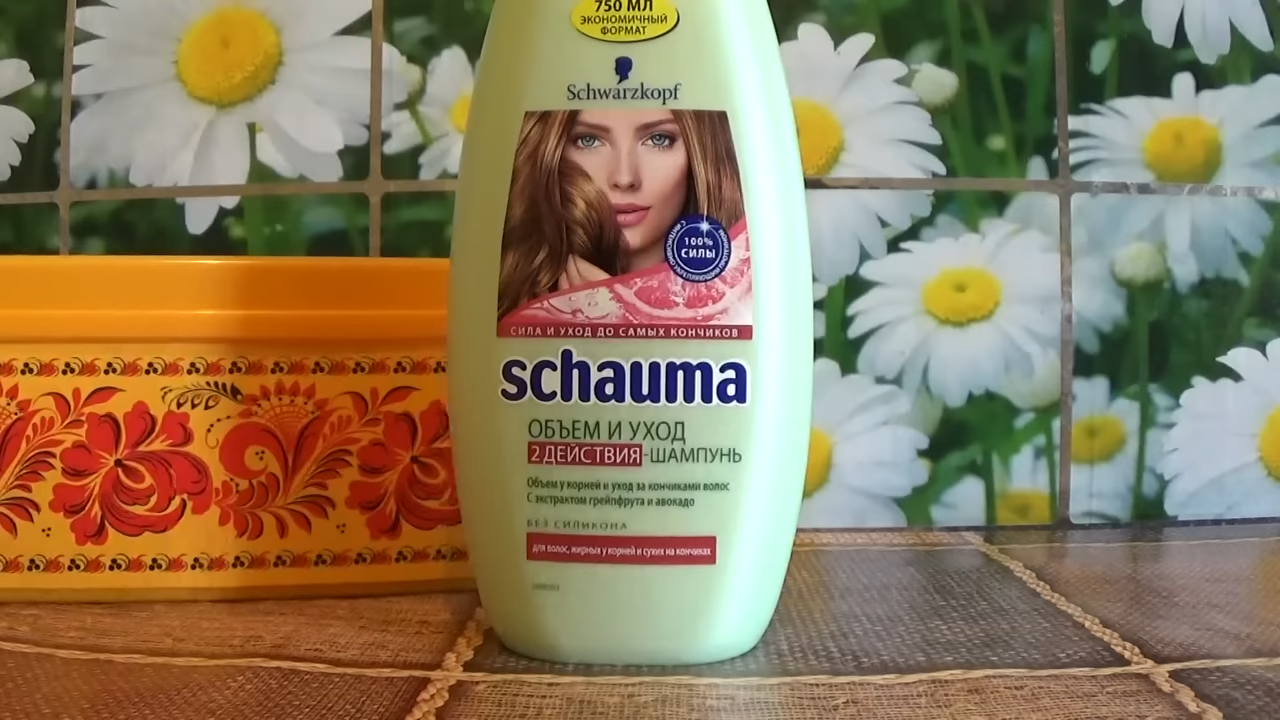 750 МЛ
ЭКОНОМИЧНЫЙ
ФОРМАТ
Schwarzkopf
100%
СИЛЫ
СИЛА И УХОД ДО САМЫХ КОНЧИКОВ
schauma
ОБЪЕМ И УХОД
2 ДЕЙСТВИЯ-ШАМПУНЬ
Объем у корней и уход за кончиками волос
С экстрактом грейпфрута и авокадо
БЕЗ СИЛИКОНА
для волос, жирных у корней и сухих на кончиках